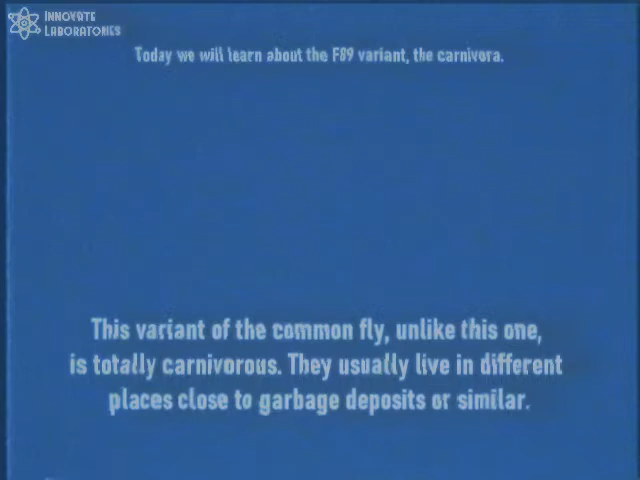 INNOVATE
LABORATORIES
Today we will learn about the F89 variant, the carnivora.
This variant of the common fly, unlike this one,
is totally carnivorous. They usually live in different
places close to garbage deposits or similar.